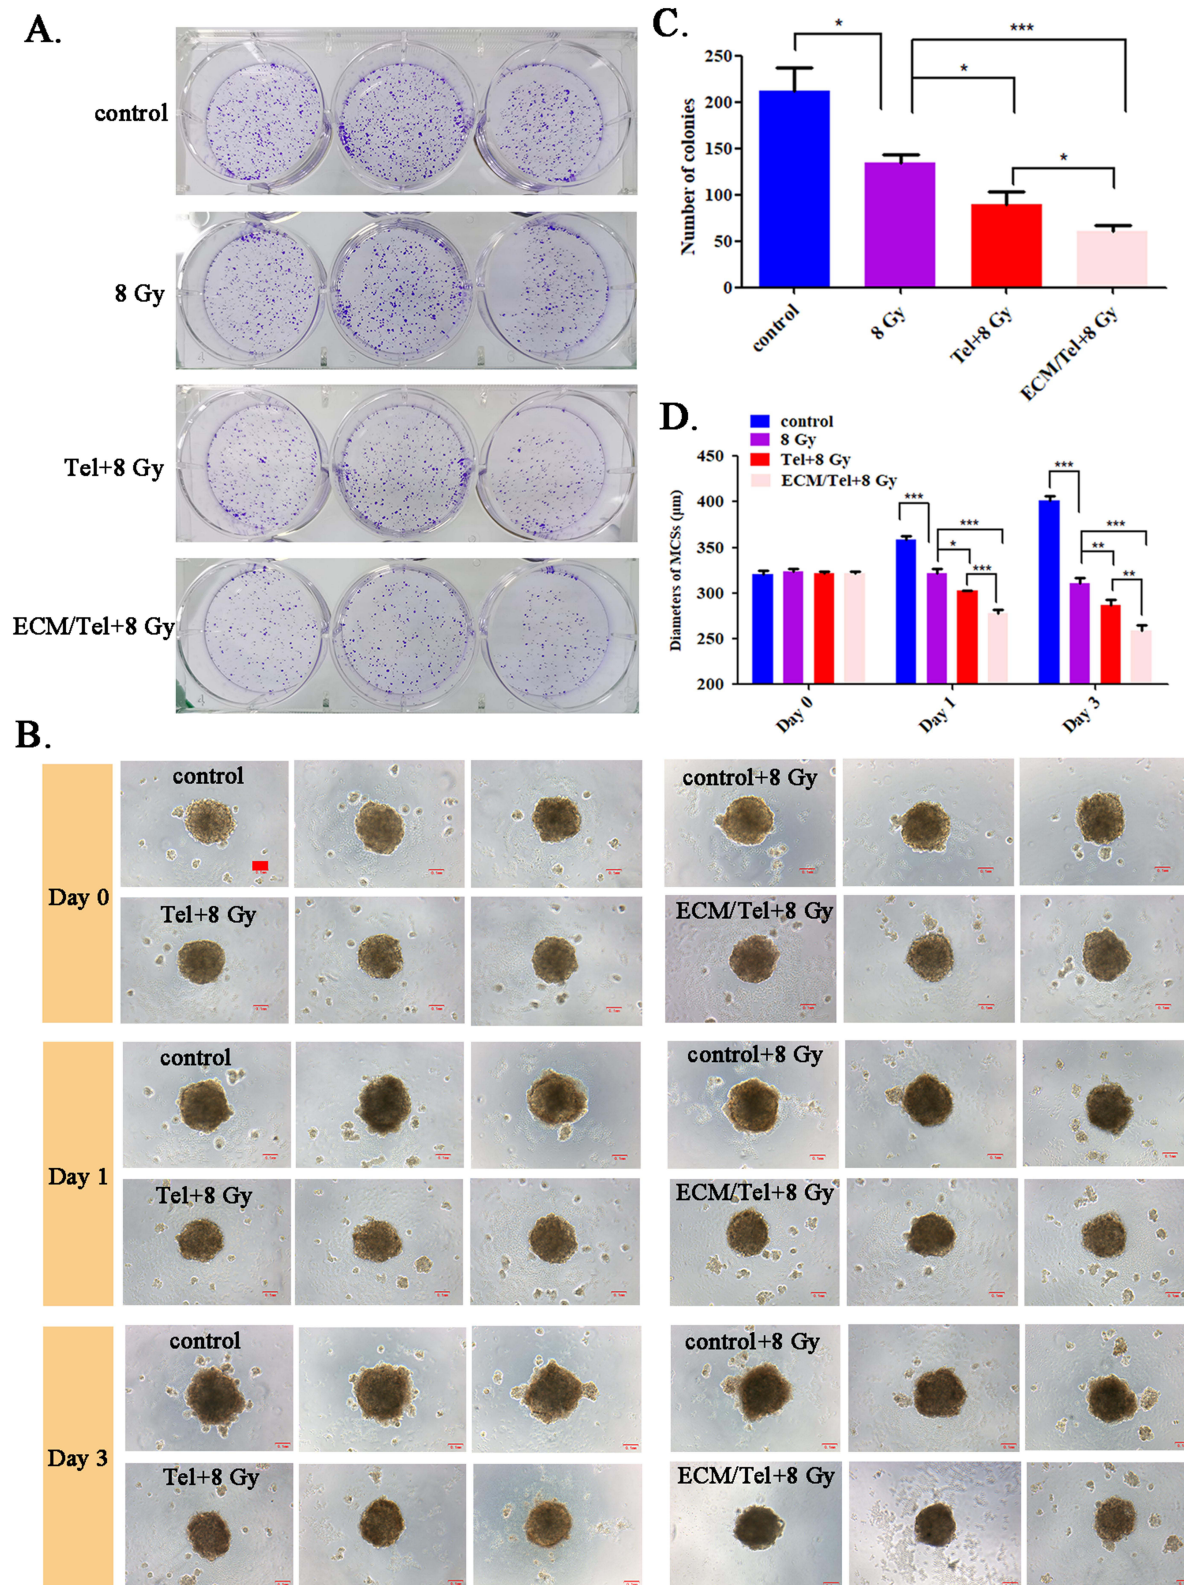 A.
control
8 Gy
Tel+8 Gy
ECM/Tel+8 Gy
C.
Number of colonies
250
200
150
100
50
0
*
***
*
*
control
8 Gy
Tel+8 Gy
ECM/Tel+8 Gy
D.
control
8 Gy
Tel+8 Gy
ECM/Tel+8 Gy
Diameters of MCSs (μm)
450
400
350
300
250
200
***
***
*
***
***
***
**
**
Day 0
Day 1
Day 3
B.
Day 0
control
control+8 Gy
Tel+8 Gy
ECM/Tel+8 Gy
Day 1
control
control+8 Gy
Tel+8 Gy
ECM/Tel+8 Gy
Day 3
control
control+8 Gy
Tel+8 Gy
ECM/Tel+8 Gy